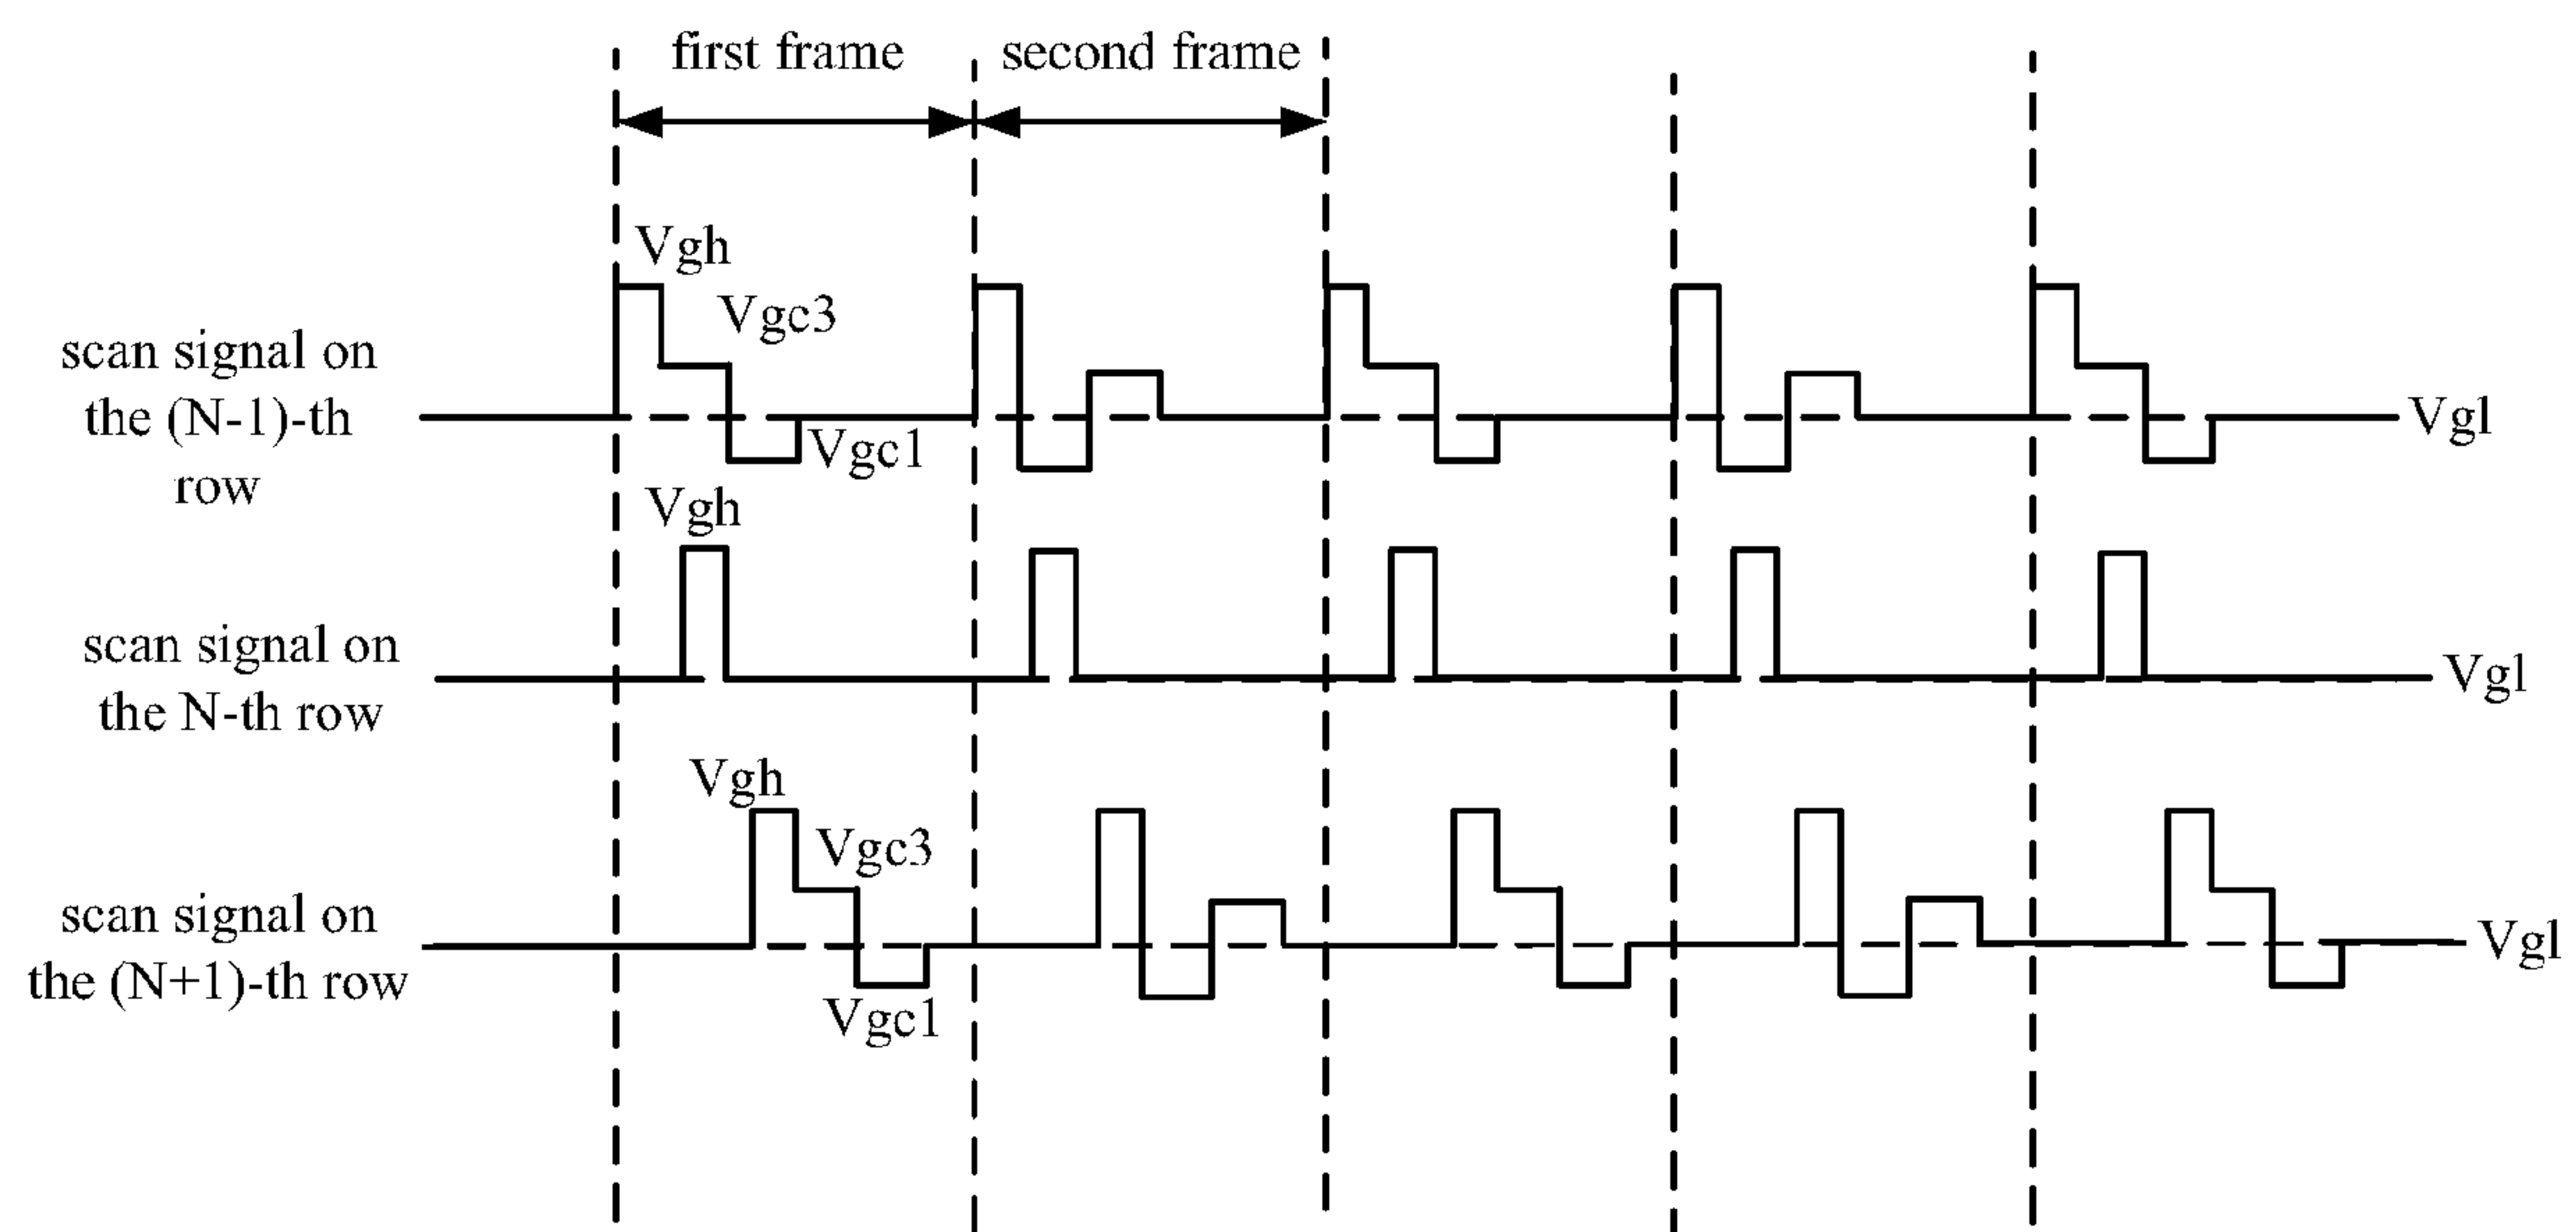 first frame
second frame
Vgh
Vgc3
scan signal on
the (N-1)-th
row
Vgc1
Vgl
Vgh
scan signal on
the N-th row
Vgl
Vgh
Vgc3
scan signal on
the (N+1)-th row
Vgc1
Vgl